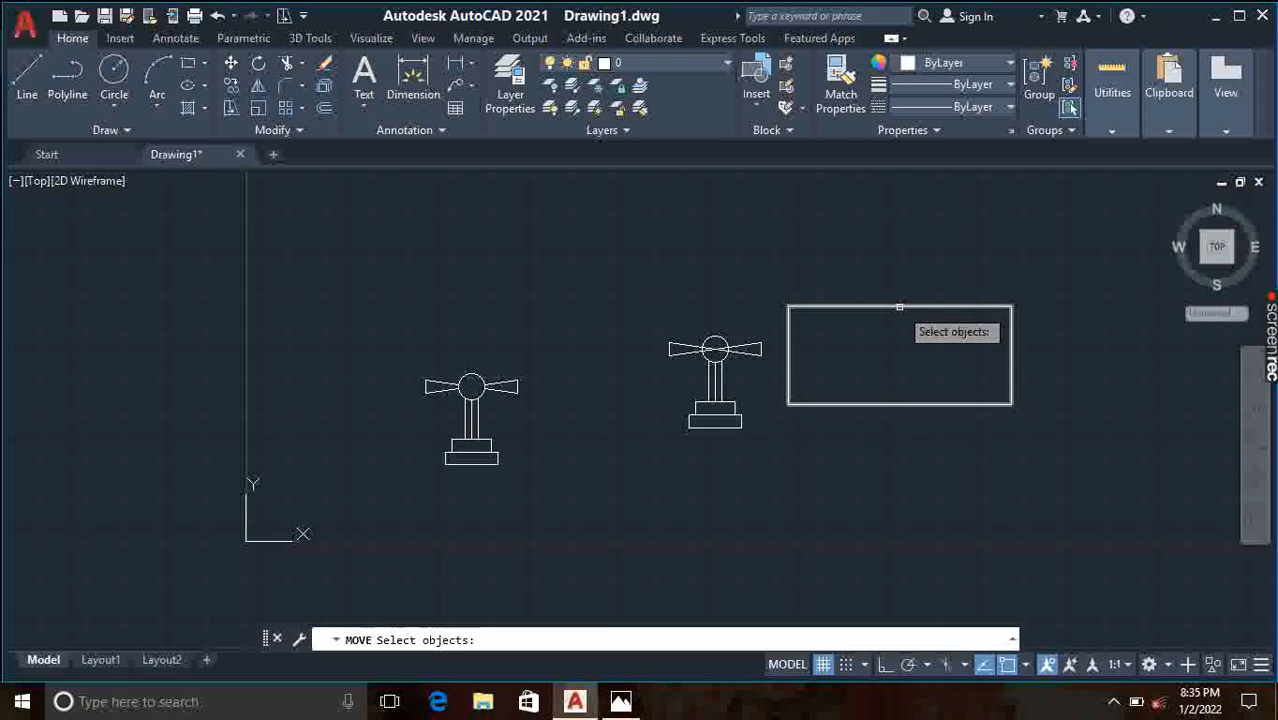 Autodesk AutoCAD 2021 Drawing1.dwg
Type a keyword or phrase
Sign In
Home Insert Annotate Parametric 3D Tools Visualize View Manage Output Add-ins Collaborate Express Tools Featured Apps
Line Polyline Circle Arc
Draw
Modify
Text Dimension
Annotation
Layer
Properties
0
Layers
Insert
Block
Match
Properties
ByLayer
ByLayer
ByLayer
Properties
Group
Groups
Utilities
Clipboard
View
Start Drawing1*
[−][Top][2D Wireframe]
N
W TOP E
S
Unnamed
screenrec
Select objects:
Y
X
MOVE Select objects:
Model Layout1 Layout2 +
MODEL
1:1
Type here to search
8:35 PM
1/2/2022